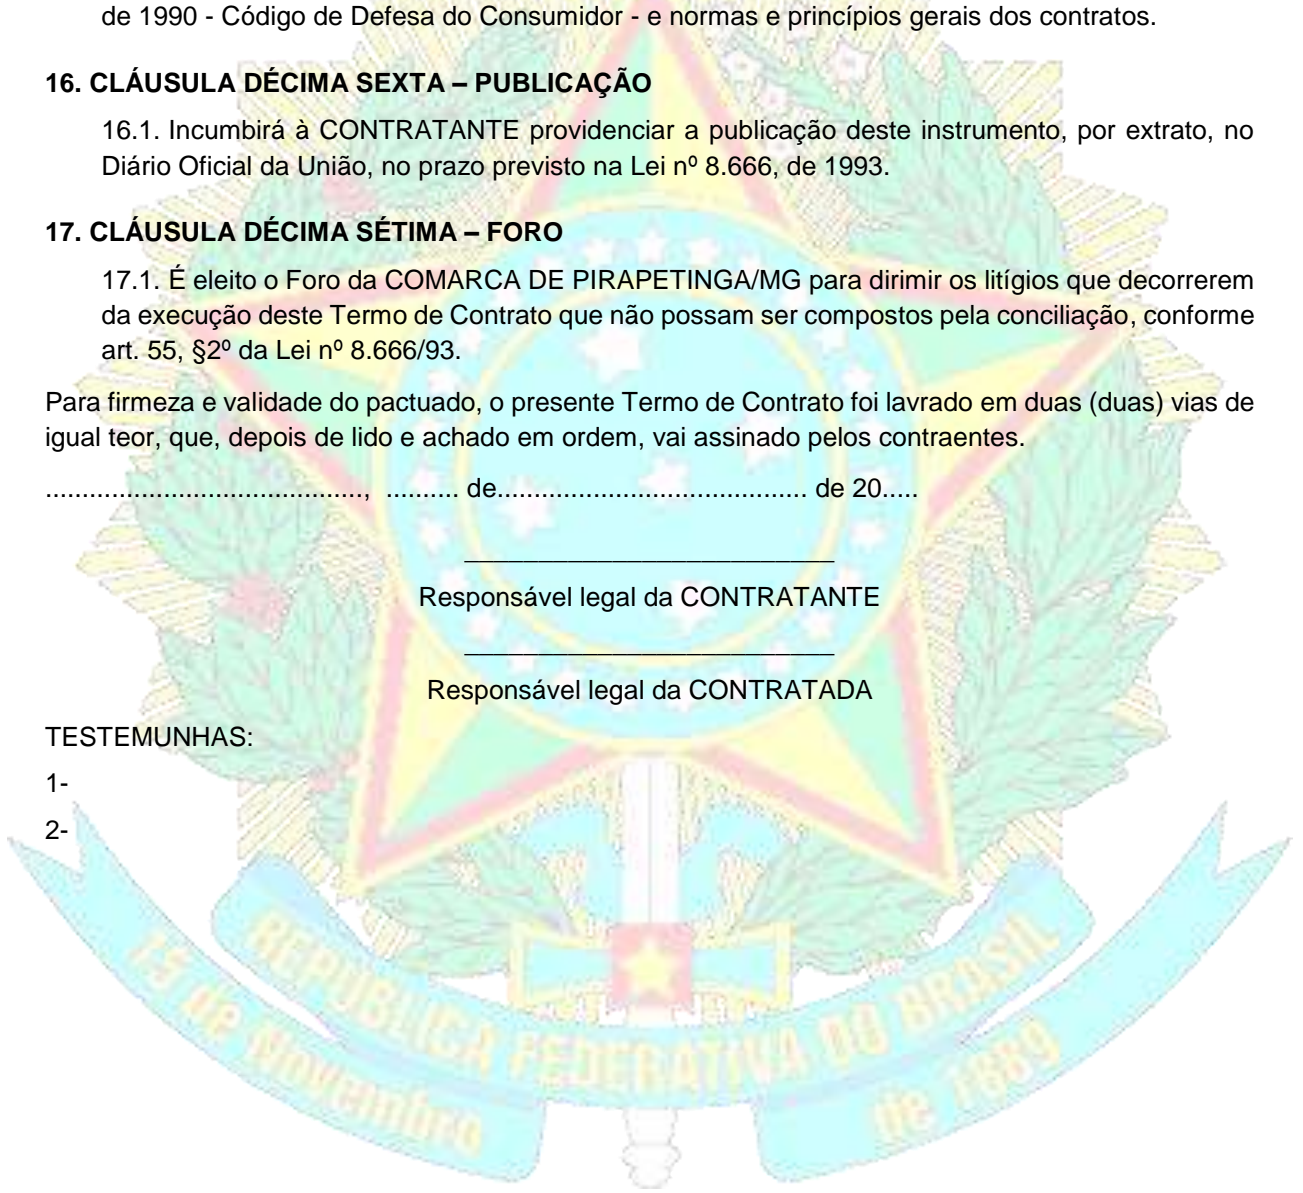 de 1990 - Código de Defesa do Consumidor - e normas e princípios gerais dos contratos.
16. CLÁUSULA DÉCIMA SEXTA – PUBLICAÇÃO
16.1. Incumbirá à CONTRATANTE providenciar a publicação deste instrumento, por extrato, no
Diário Oficial da União, no prazo previsto na Lei nº 8.666, de 1993.
17. CLÁUSULA DÉCIMA SÉTIMA – FORO
17.1. É eleito o Foro da COMARCA DE PIRAPETINGA/MG para dirimir os litígios que decorrerem
da execução deste Termo de Contrato que não possam ser compostos pela conciliação, conforme
art. 55, §2º da Lei nº 8.666/93.
Para firmeza e validade do pactuado, o presente Termo de Contrato foi lavrado em duas (duas) vias de
igual teor, que, depois de lido e achado em ordem, vai assinado pelos contraentes.
..........................................., .......... de.......................................... de 20.....
__________________________
Responsável legal da CONTRATANTE
__________________________
Responsável legal da CONTRATADA
TESTEMUNHAS:
1-
2-
REPÚBLICA FEDERATIVA DO BRASIL
15 de Novembro de 1889